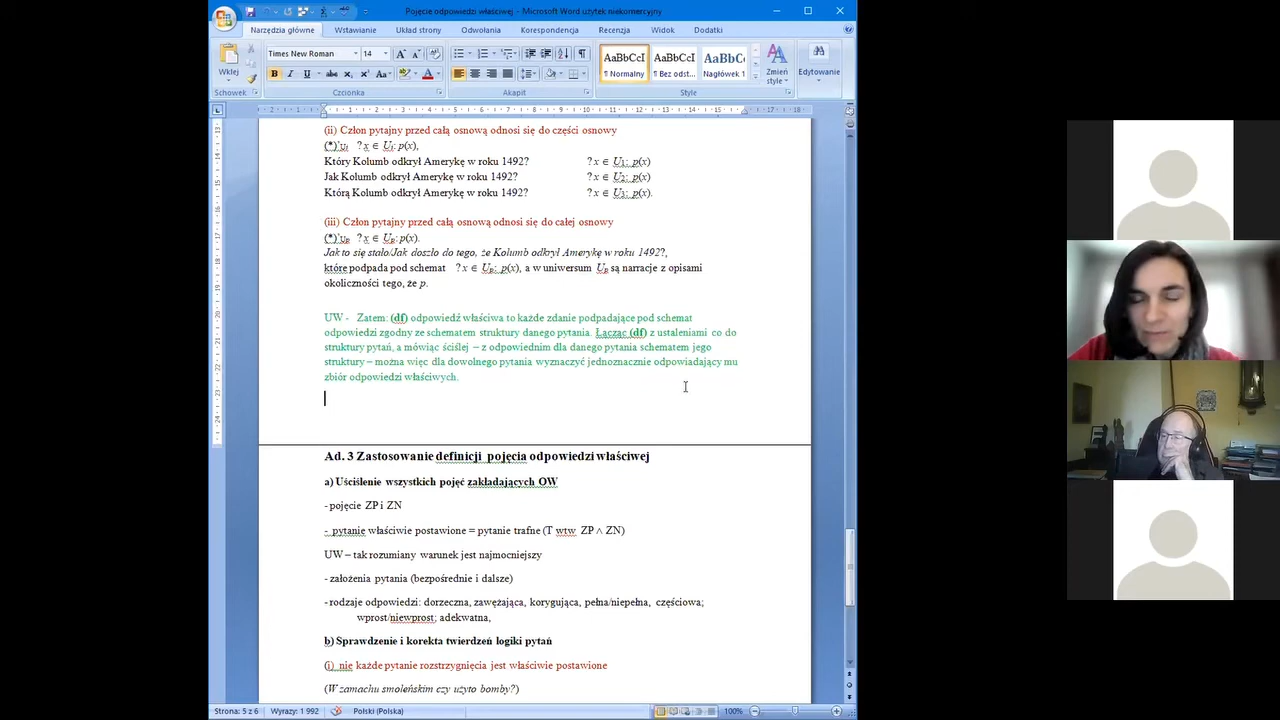 Pojęcie odpowiedzi właściwej - Microsoft Word użytek niekomercyjny
Narzędzia główne Wstawianie Układ strony Odwołania Korespondencja Recenzja Widok Dodatki
Times New Roman 14
AaBbCcI AaBbCcI AaBbC
Wklej
¶ Normalny ¶ Bez odst... Nagłówek 1
Zmień style
Edytowanie
Schowek Czcionka Akapit Style
(ii) Człon pytajny przed całą osnową odnosi się do części osnowy
(*)'Ui ? x ∈ Ui: p(x),
Który Kolumb odkrył Amerykę w roku 1492? ? x ∈ U1: p(x)
Jak Kolumb odkrył Amerykę w roku 1492? ? x ∈ U2: p(x)
Którą Kolumb odkrył Amerykę w roku 1492? ? x ∈ U3: p(x).
(iii) Człon pytajny przed całą osnową odnosi się do całej osnowy
(*)'Up ? x ∈ Up: p(x).
Jak to się stało/Jak doszło do tego, że Kolumb odkrył Amerykę w roku 1492?,
które podpada pod schemat ? x ∈ Up: p(x), a w uniwersum Up są narracje z opisami
okoliczności tego, że p.
UW - Zatem: (df) odpowiedź właściwa to każde zdanie podpadające pod schemat
odpowiedzi zgodny ze schematem struktury danego pytania. Łącząc (df) z ustaleniami co do
struktury pytań, a mówiąc ściślej – z odpowiednim dla danego pytania schematem jego
struktury – można więc dla dowolnego pytania wyznaczyć jednoznacznie odpowiadający mu
zbiór odpowiedzi właściwych.
Ad. 3 Zastosowanie definicji pojęcia odpowiedzi właściwej
a) Uściślenie wszystkich pojęć zakładających OW
- pojęcie ZP i ZN
- pytanie właściwie postawione = pytanie trafne (T wtw ZP ∧ ZN)
UW – tak rozumiany warunek jest najmocniejszy
- założenia pytania (bezpośrednie i dalsze)
- rodzaje odpowiedzi: dorzeczna, zawężająca, korygująca, pełna/niepełna, częściowa;
wprost/niewprost; adekwatna,
b) Sprawdzenie i korekta twierdzeń logiki pytań
(i) nie każde pytanie rozstrzygnięcia jest właściwie postawione
(W zamachu smoleńskim czy użyto bomby?)
Strona: 5 z 6 Wyrazy: 1 992 Polski (Polska) 100%